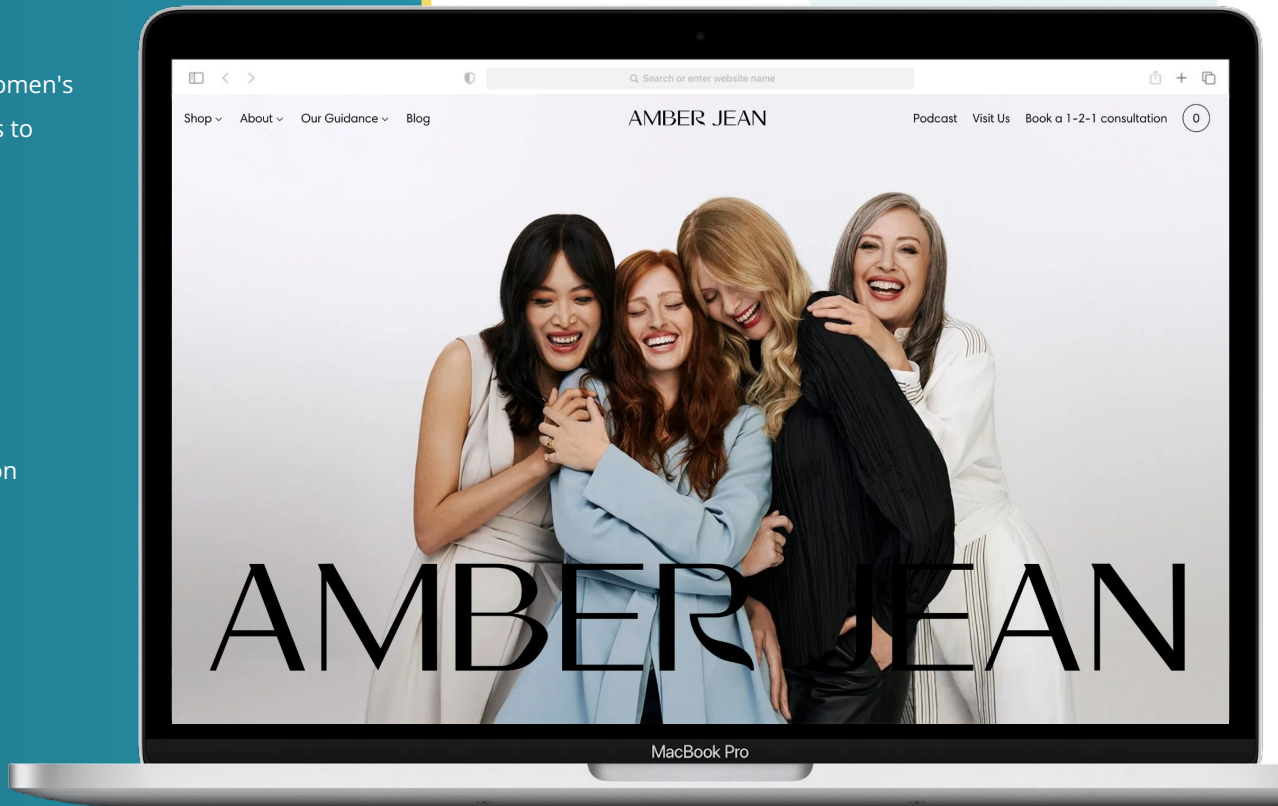 omen's
s to
on
Search or enter website name
Shop About Our Guidance Blog AMBER JEAN Podcast Visit Us Book a 1-2-1 consultation 0
AMBER JEAN
MacBook Pro